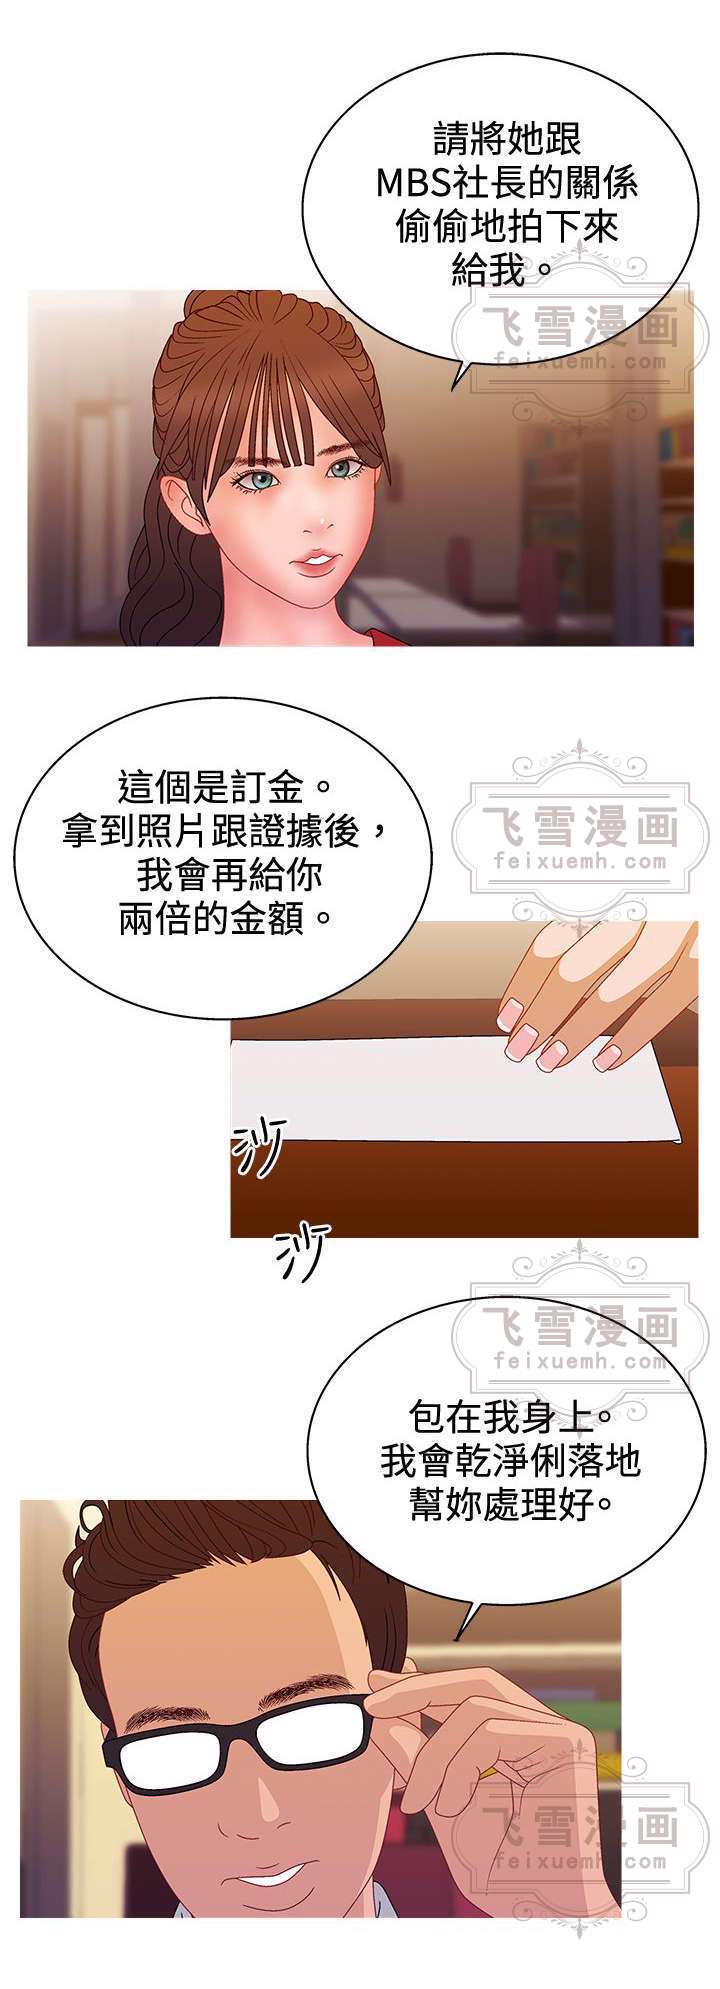 請將她跟
MBS社長的關係
偷偷地拍下來
給我。
飞雪漫画
feixuemh.com
這個是訂金。
拿到照片跟證據後，
我會再給你
兩倍的金額。
飞雪漫画
feixuemh.com
沙
沙
飞雪漫画
feixuemh.com
包在我身上。
我會乾淨俐落地
幫妳處理好。
飞雪漫画
feixuemh.com